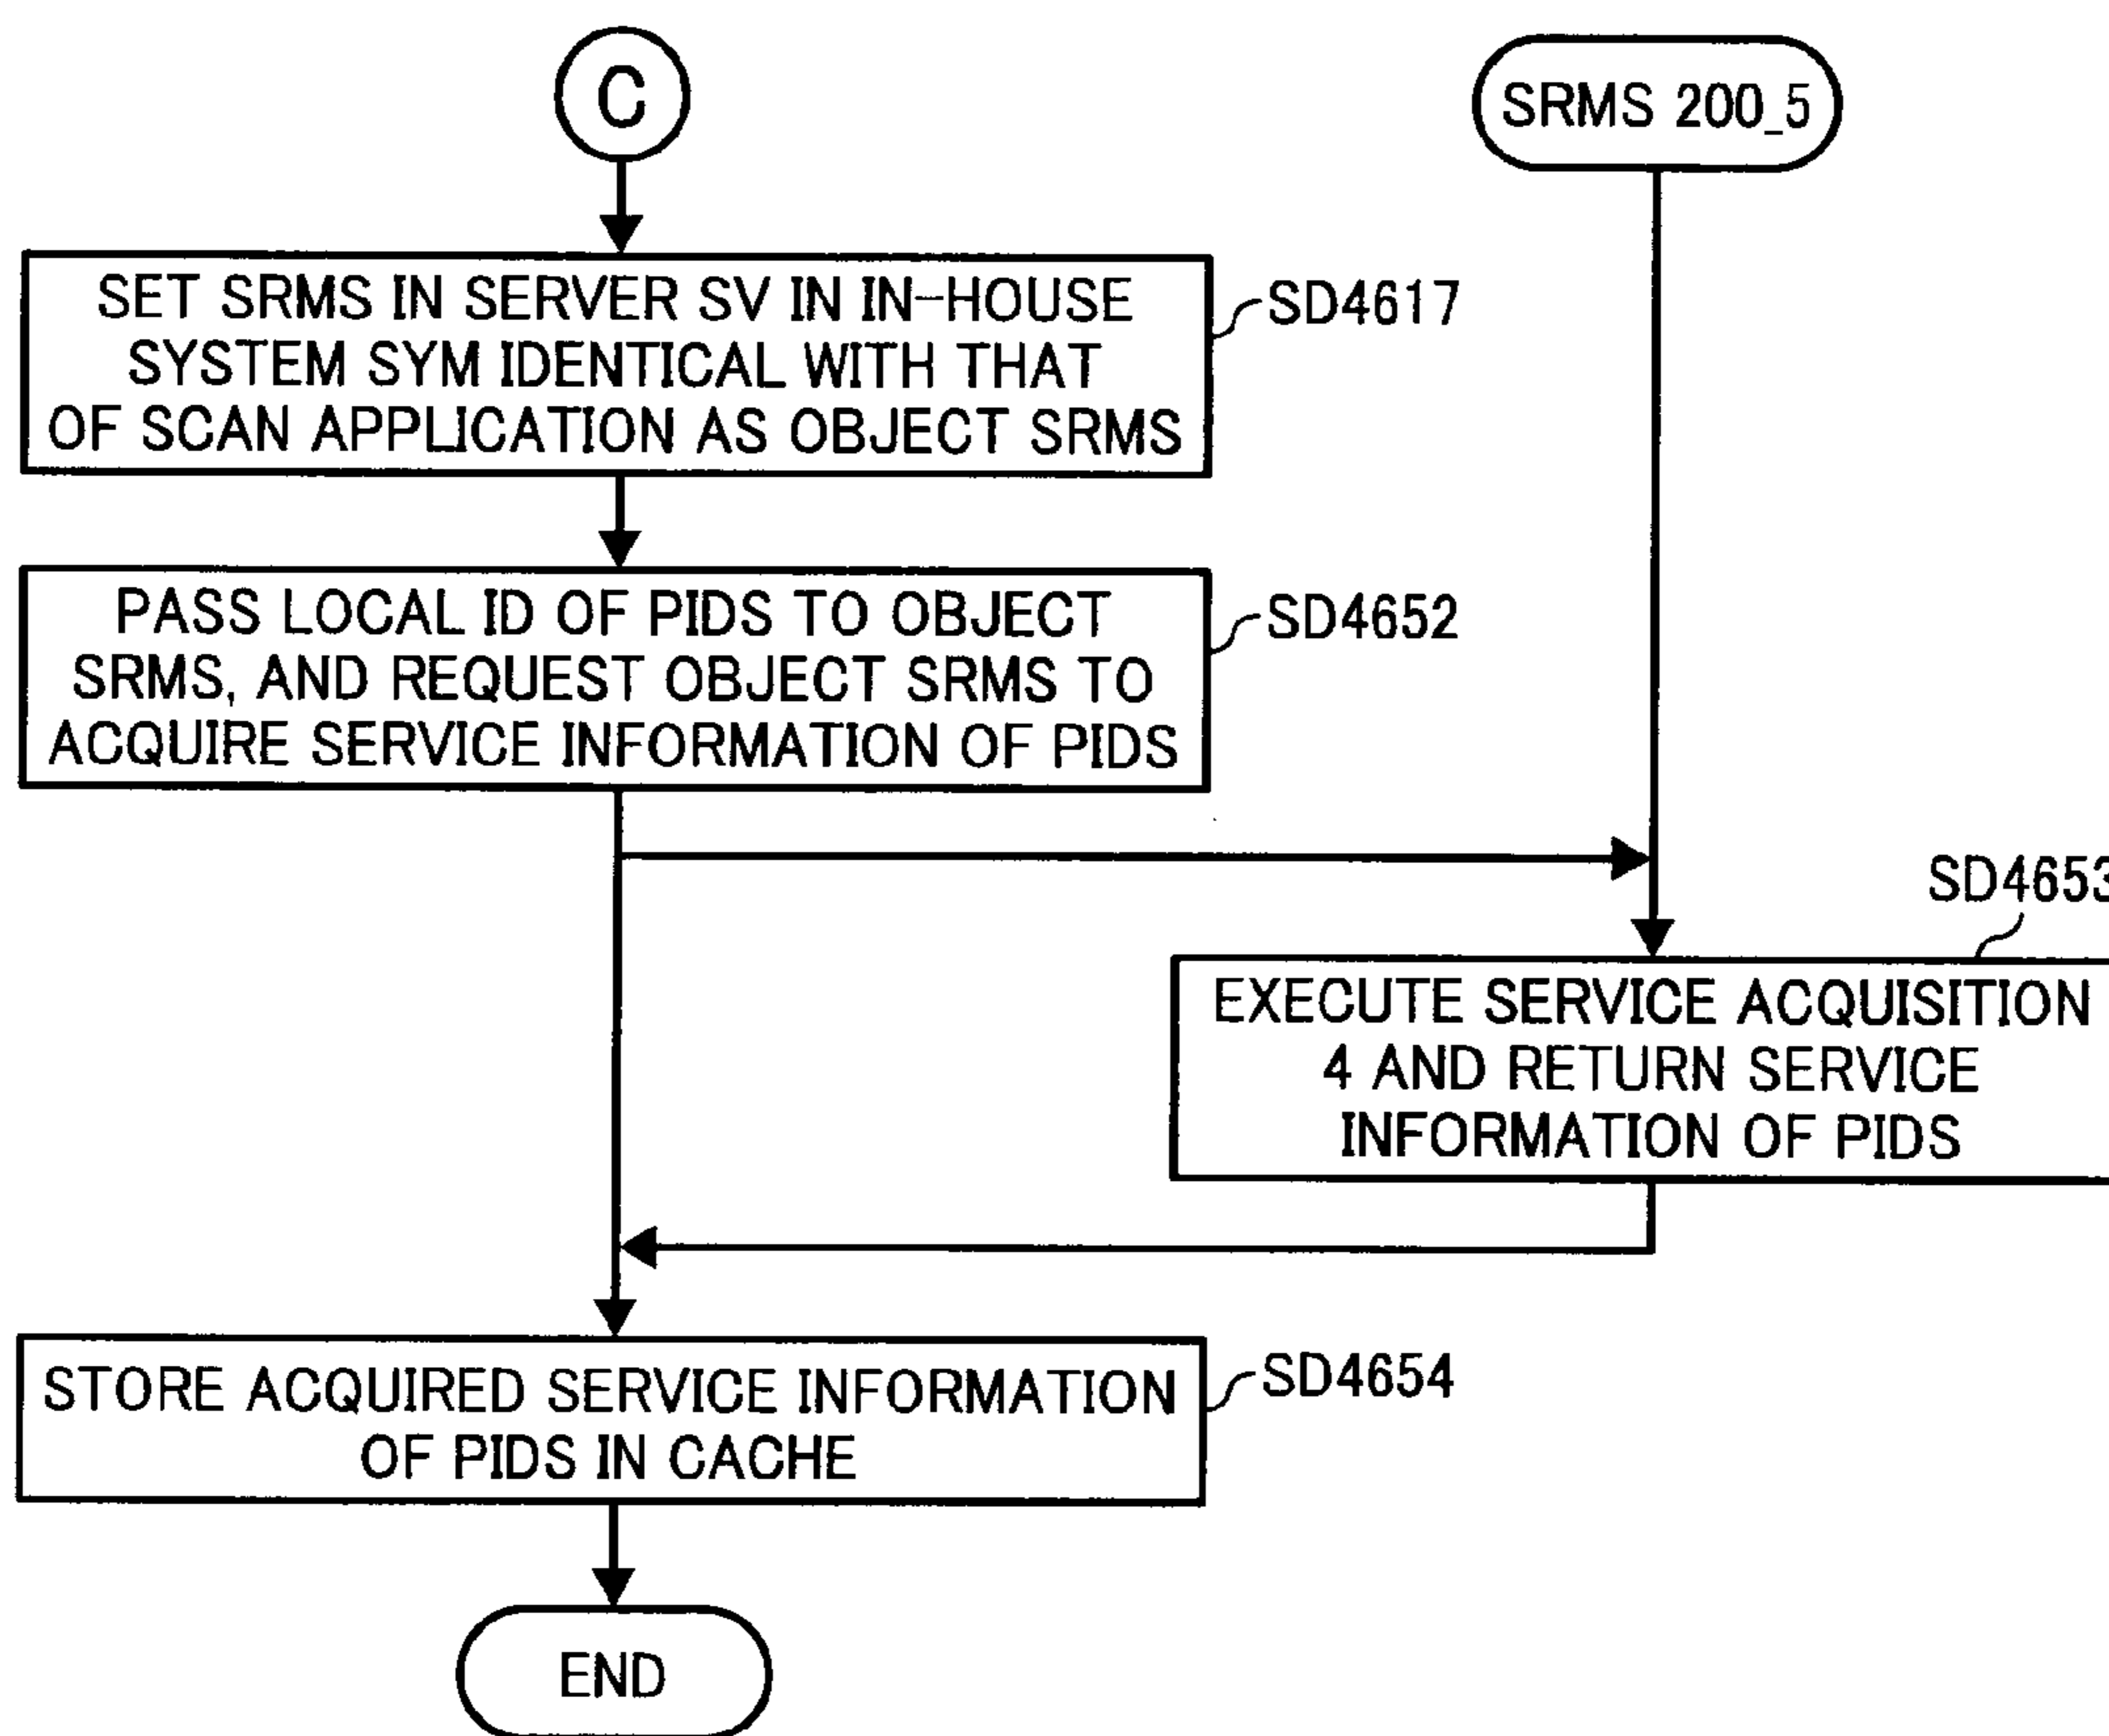 C
SRMS 200_5
SET SRMS IN SERVER SV IN IN-HOUSE
SYSTEM SYM IDENTICAL WITH THAT
OF SCAN APPLICATION AS OBJECT SRMS
SD4617
PASS LOCAL ID OF PIDS TO OBJECT
SRMS, AND REQUEST OBJECT SRMS TO
ACQUIRE SERVICE INFORMATION OF PIDS
SD4652
SD4653
EXECUTE SERVICE ACQUISITION
4 AND RETURN SERVICE
INFORMATION OF PIDS
STORE ACQUIRED SERVICE INFORMATION
OF PIDS IN CACHE
SD4654
END